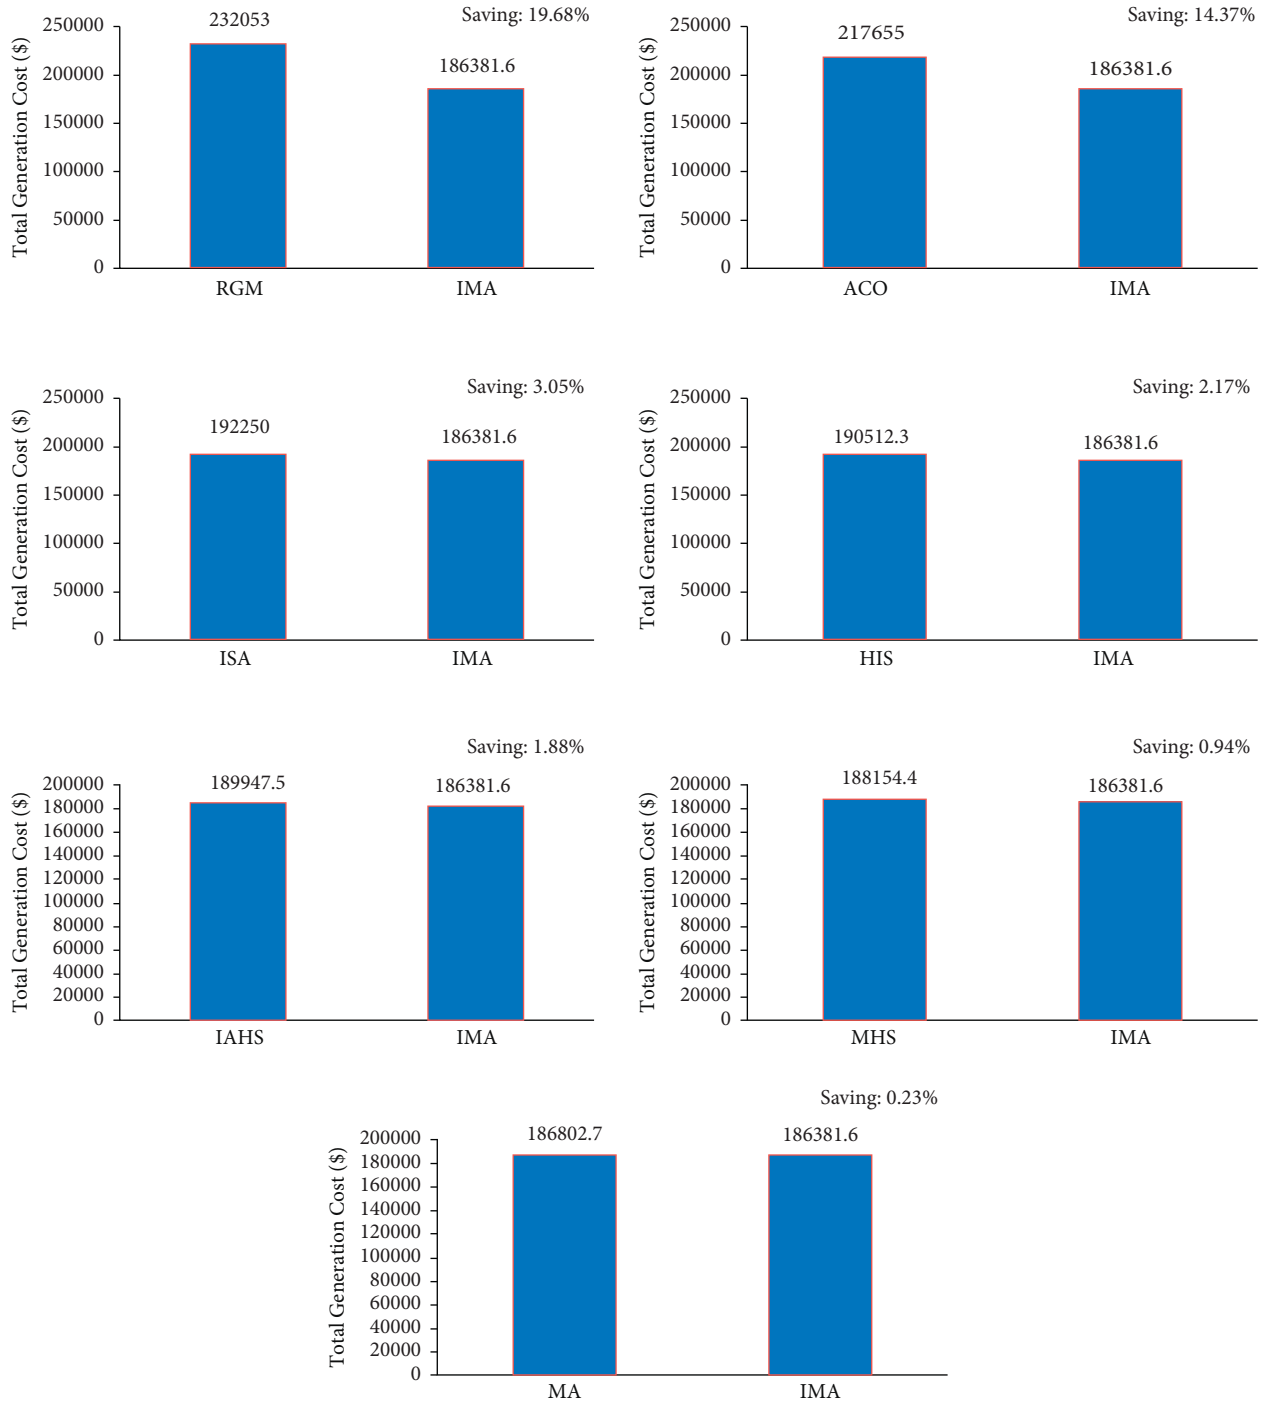 Saving: 19.68%
Total Generation Cost ($)
250000
200000
150000
100000
50000
0
232053
186381.6
RGM
IMA
Saving: 14.37%
Total Generation Cost ($)
250000
200000
150000
100000
50000
0
217655
186381.6
ACO
IMA
Saving: 3.05%
Total Generation Cost ($)
250000
200000
150000
100000
50000
0
192250
186381.6
ISA
IMA
Saving: 2.17%
Total Generation Cost ($)
250000
200000
150000
100000
50000
0
190512.3
186381.6
HIS
IMA
Saving: 1.88%
Total Generation Cost ($)
200000
180000
160000
140000
120000
100000
80000
60000
40000
20000
0
189947.5
186381.6
IAHS
IMA
Saving: 0.94%
Total Generation Cost ($)
200000
180000
160000
140000
120000
100000
80000
60000
40000
20000
0
188154.4
186381.6
MHS
IMA
Saving: 0.23%
Total Generation Cost ($)
200000
180000
160000
140000
120000
100000
80000
60000
40000
20000
0
186802.7
186381.6
MA
IMA